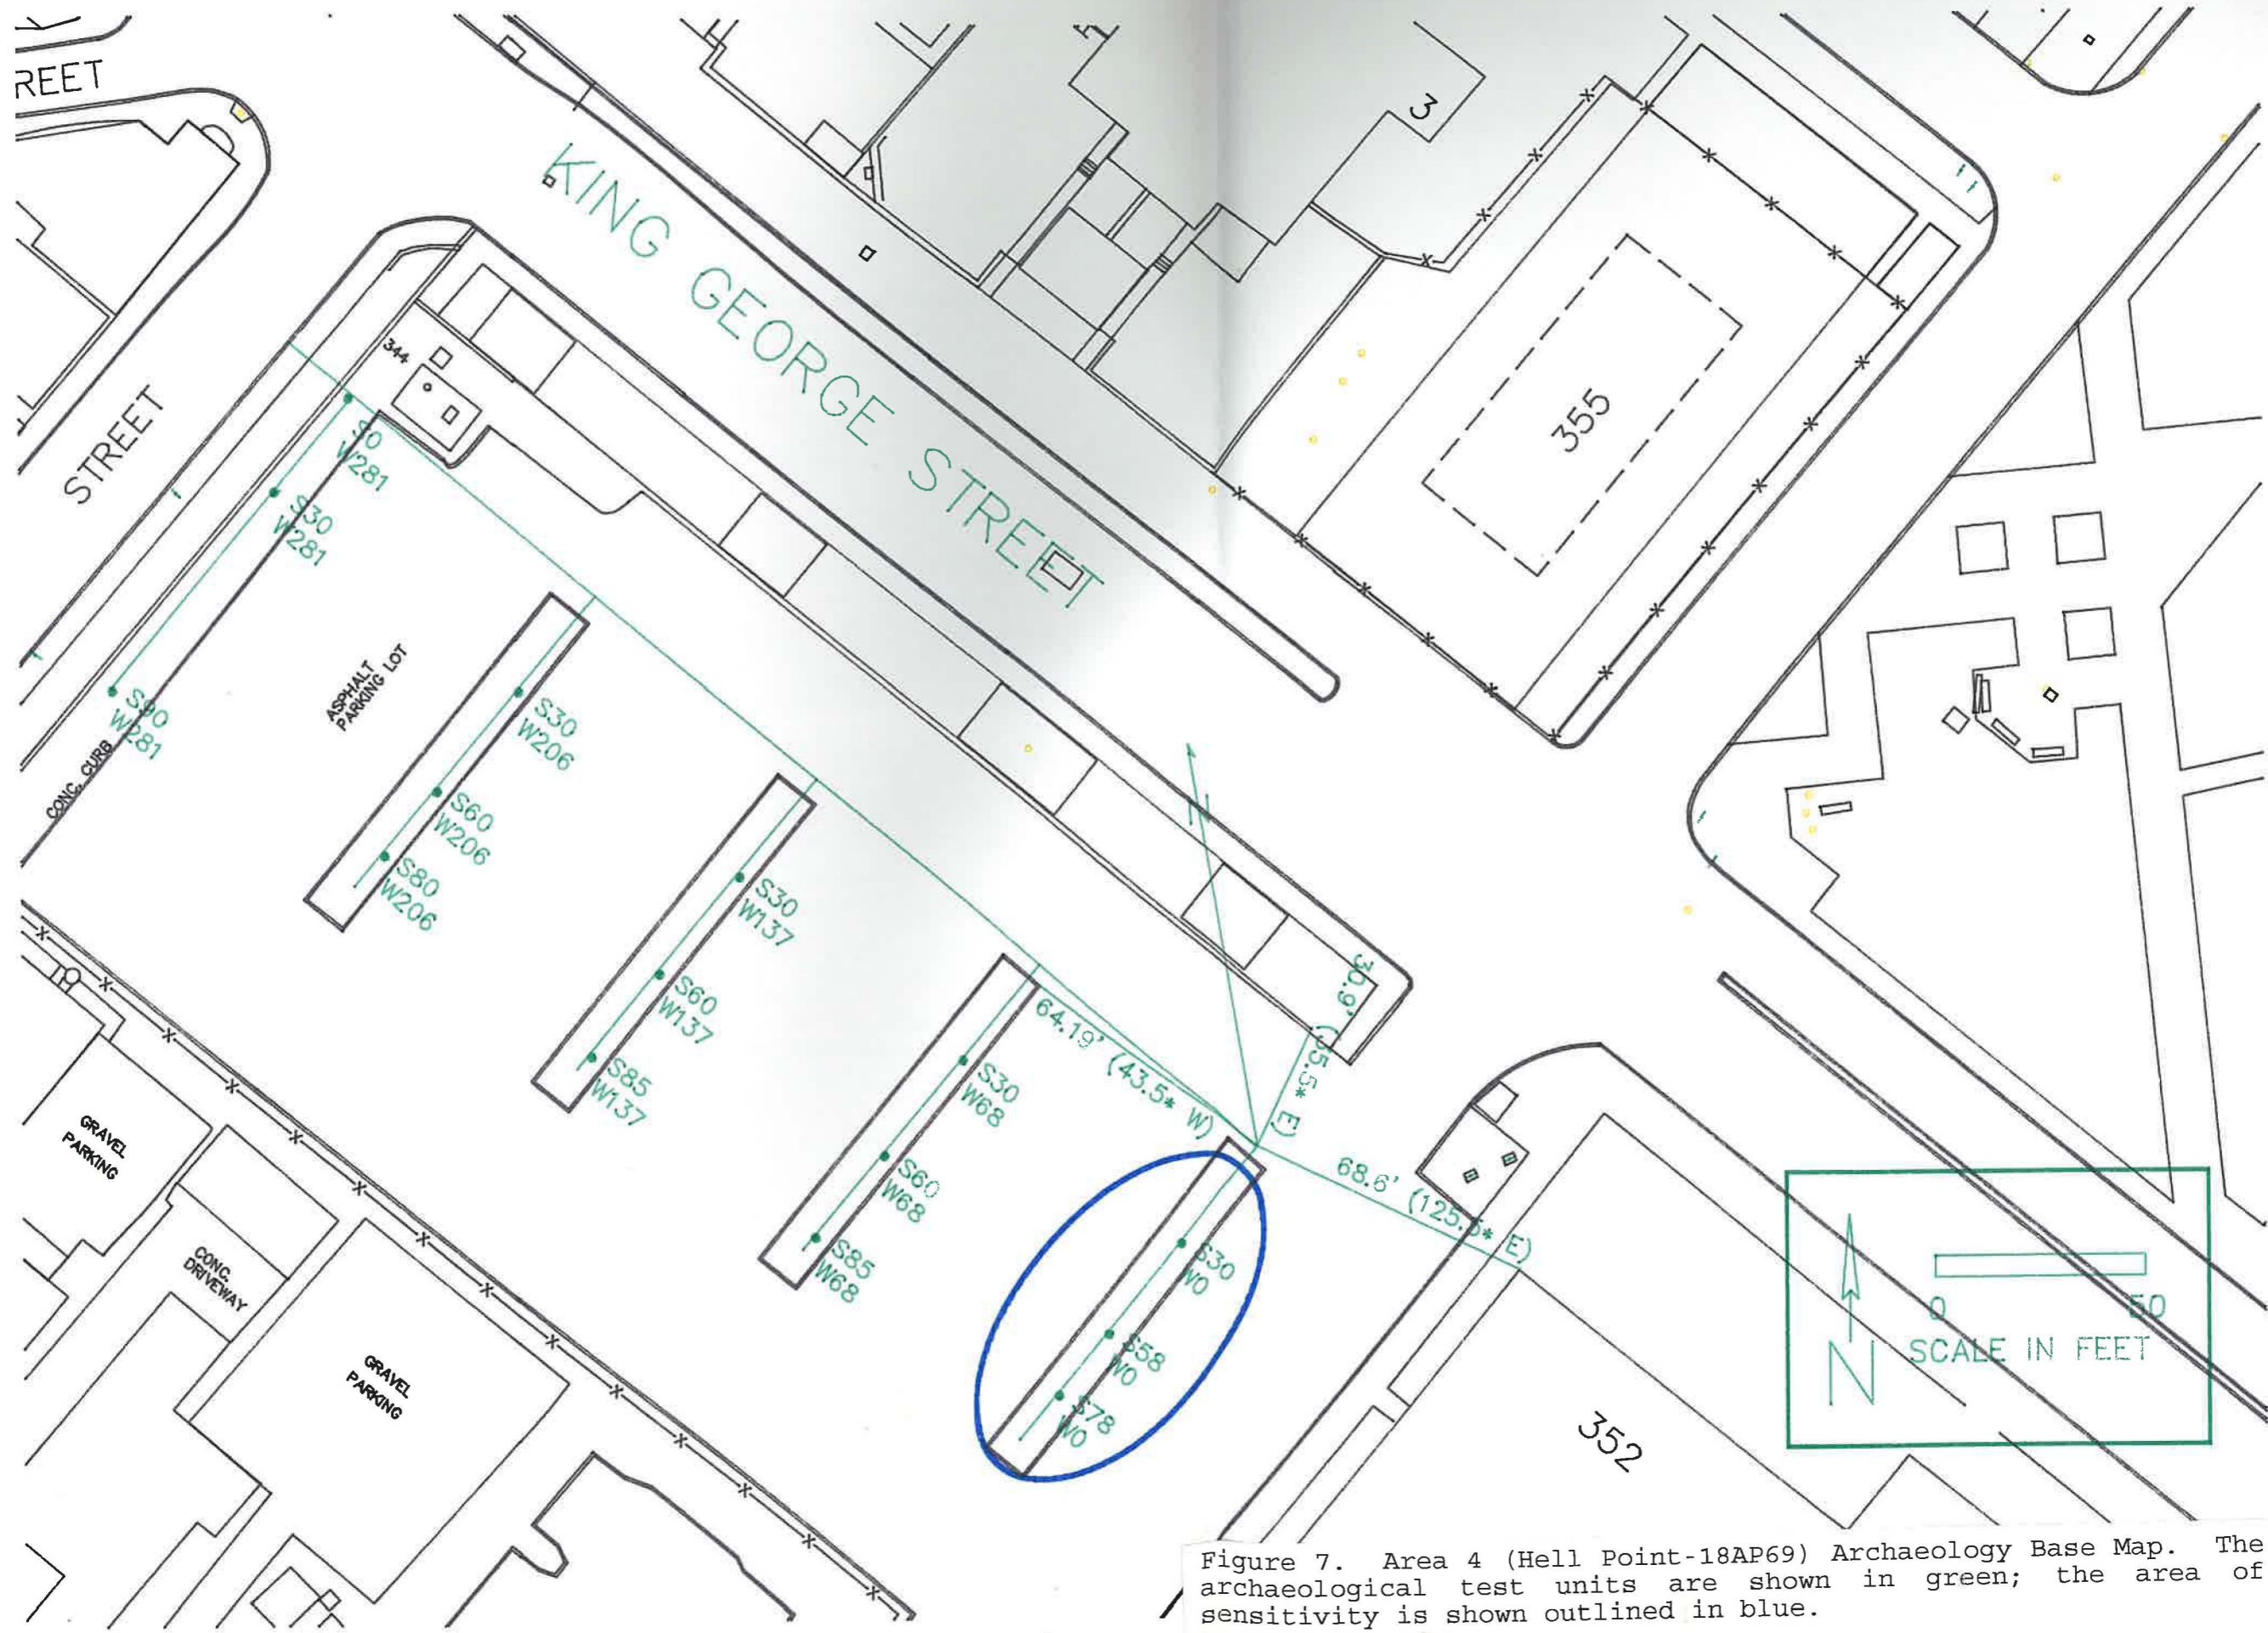 REET
STREET
KING GEORGE STREET
3
355
344
S0
W281
S30
W281
S90
W281
CONC. CURB
ASPHALT
PARKING LOT
S30
W206
S60
W206
S80
W206
S30
W137
S60
W137
S85
W137
S30
W68
S60
W68
S85
W68
N
30.9' (55.5* E)
64.19' (43.5* W)
68.6' (125.5* E)
S30
W0
S58
W0
S78
W0
GRAVEL
PARKING
CONC.
DRIVEWAY
GRAVEL
PARKING
352
N
0 50
SCALE IN FEET
Figure 7. Area 4 (Hell Point-18AP69) Archaeology Base Map. The
archaeological test units are shown in green; the area of
sensitivity is shown outlined in blue.